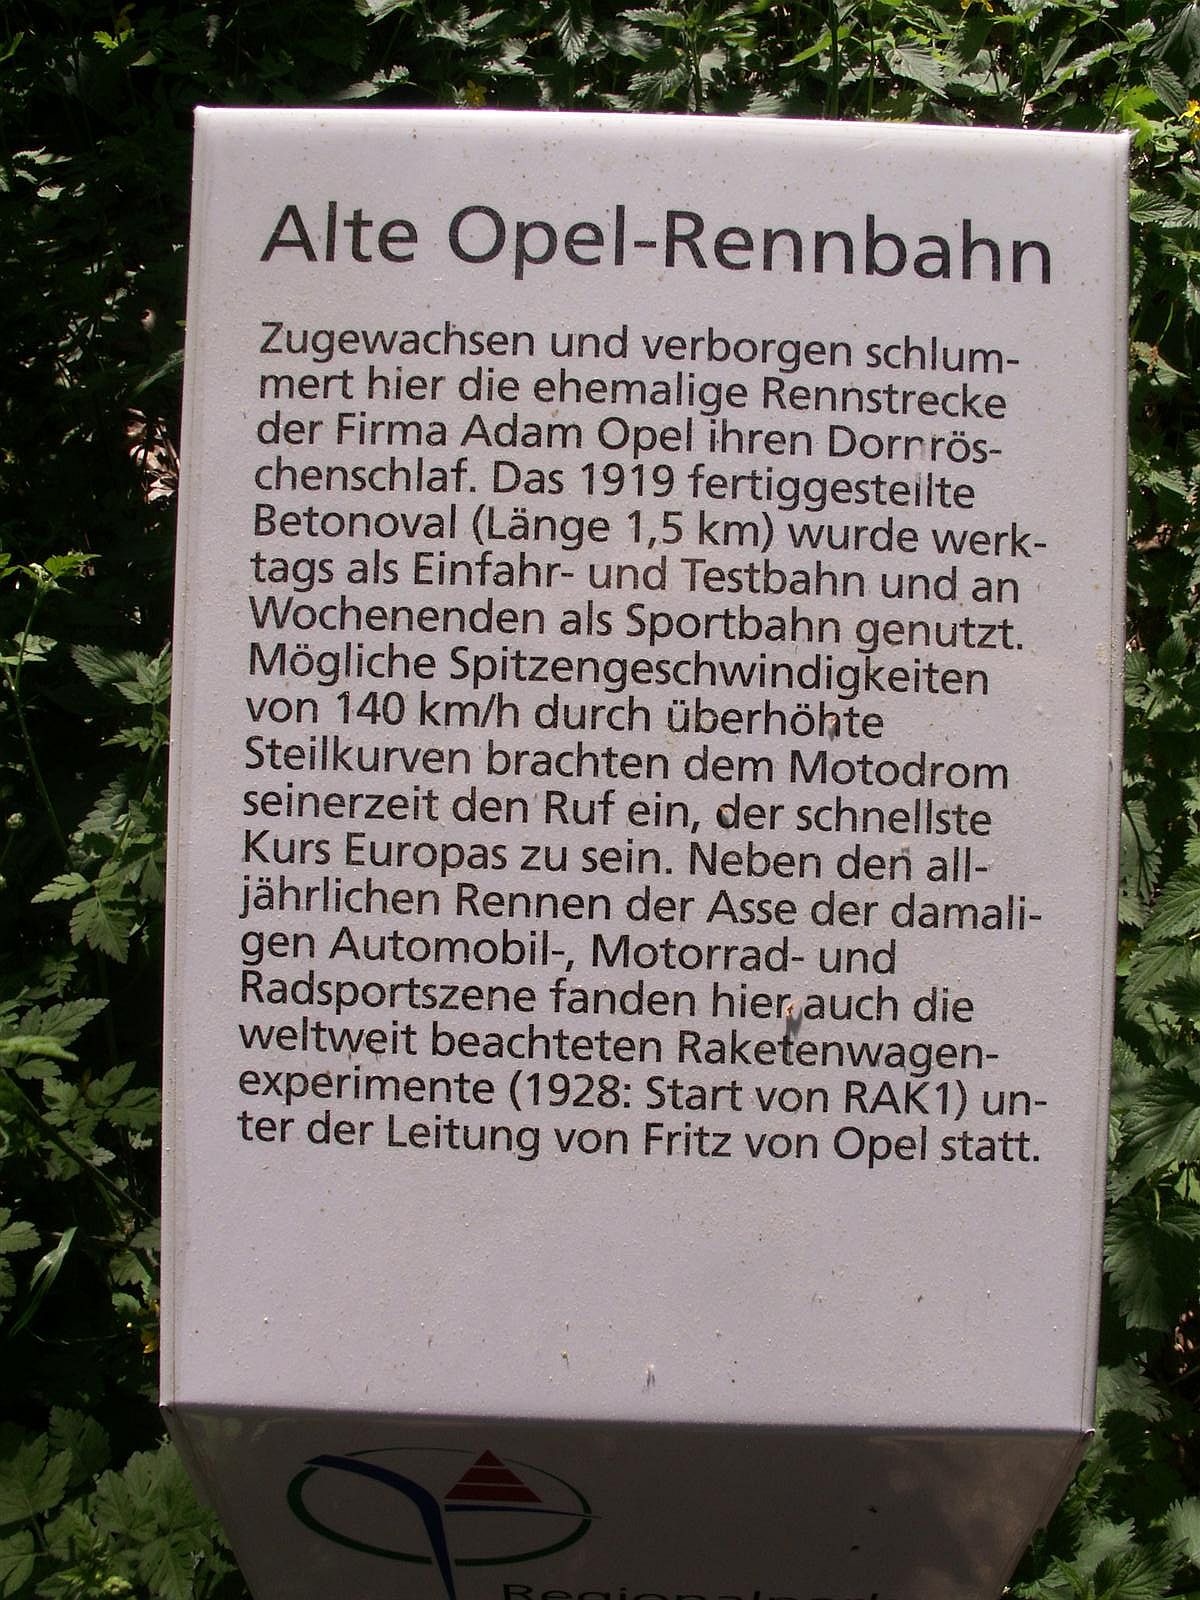 Alte Opel-Rennbahn
Zugewachsen und verborgen schlum-
mert hier die ehemalige Rennstrecke
der Firma Adam Opel ihren Dornrös-
chenschlaf. Das 1919 fertiggestellte
Betonoval (Länge 1,5 km) wurde werk-
tags als Einfahr- und Testbahn und an
Wochenenden als Sportbahn genutzt.
Mögliche Spitzengeschwindigkeiten
von 140 km/h durch überhöhte
Steilkurven brachten dem Motodrom
seinerzeit den Ruf ein, der schnellste
Kurs Europas zu sein. Neben den all-
jährlichen Rennen der Asse der damali-
gen Automobil-, Motorrad- und
Radsportszene fanden hier auch die
weltweit beachteten Raketenwagen-
experimente (1928: Start von RAK1) un-
ter der Leitung von Fritz von Opel statt.
Regionalpark